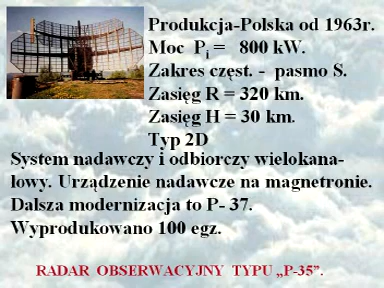 Produkcja-Polska od 1963r.
Moc Pi = 800 kW.
Zakres częst. - pasmo S.
Zasięg R = 320 km.
Zasięg H = 30 km.
Typ 2D
System nadawczy i odbiorczy wielokana-
lowy. Urządzenie nadawcze na magnetronie.
Dalsza modernizacja to P- 37.
Wyprodukowano 100 egz.
RADAR OBSERWACYJNY TYPU „P-35”.